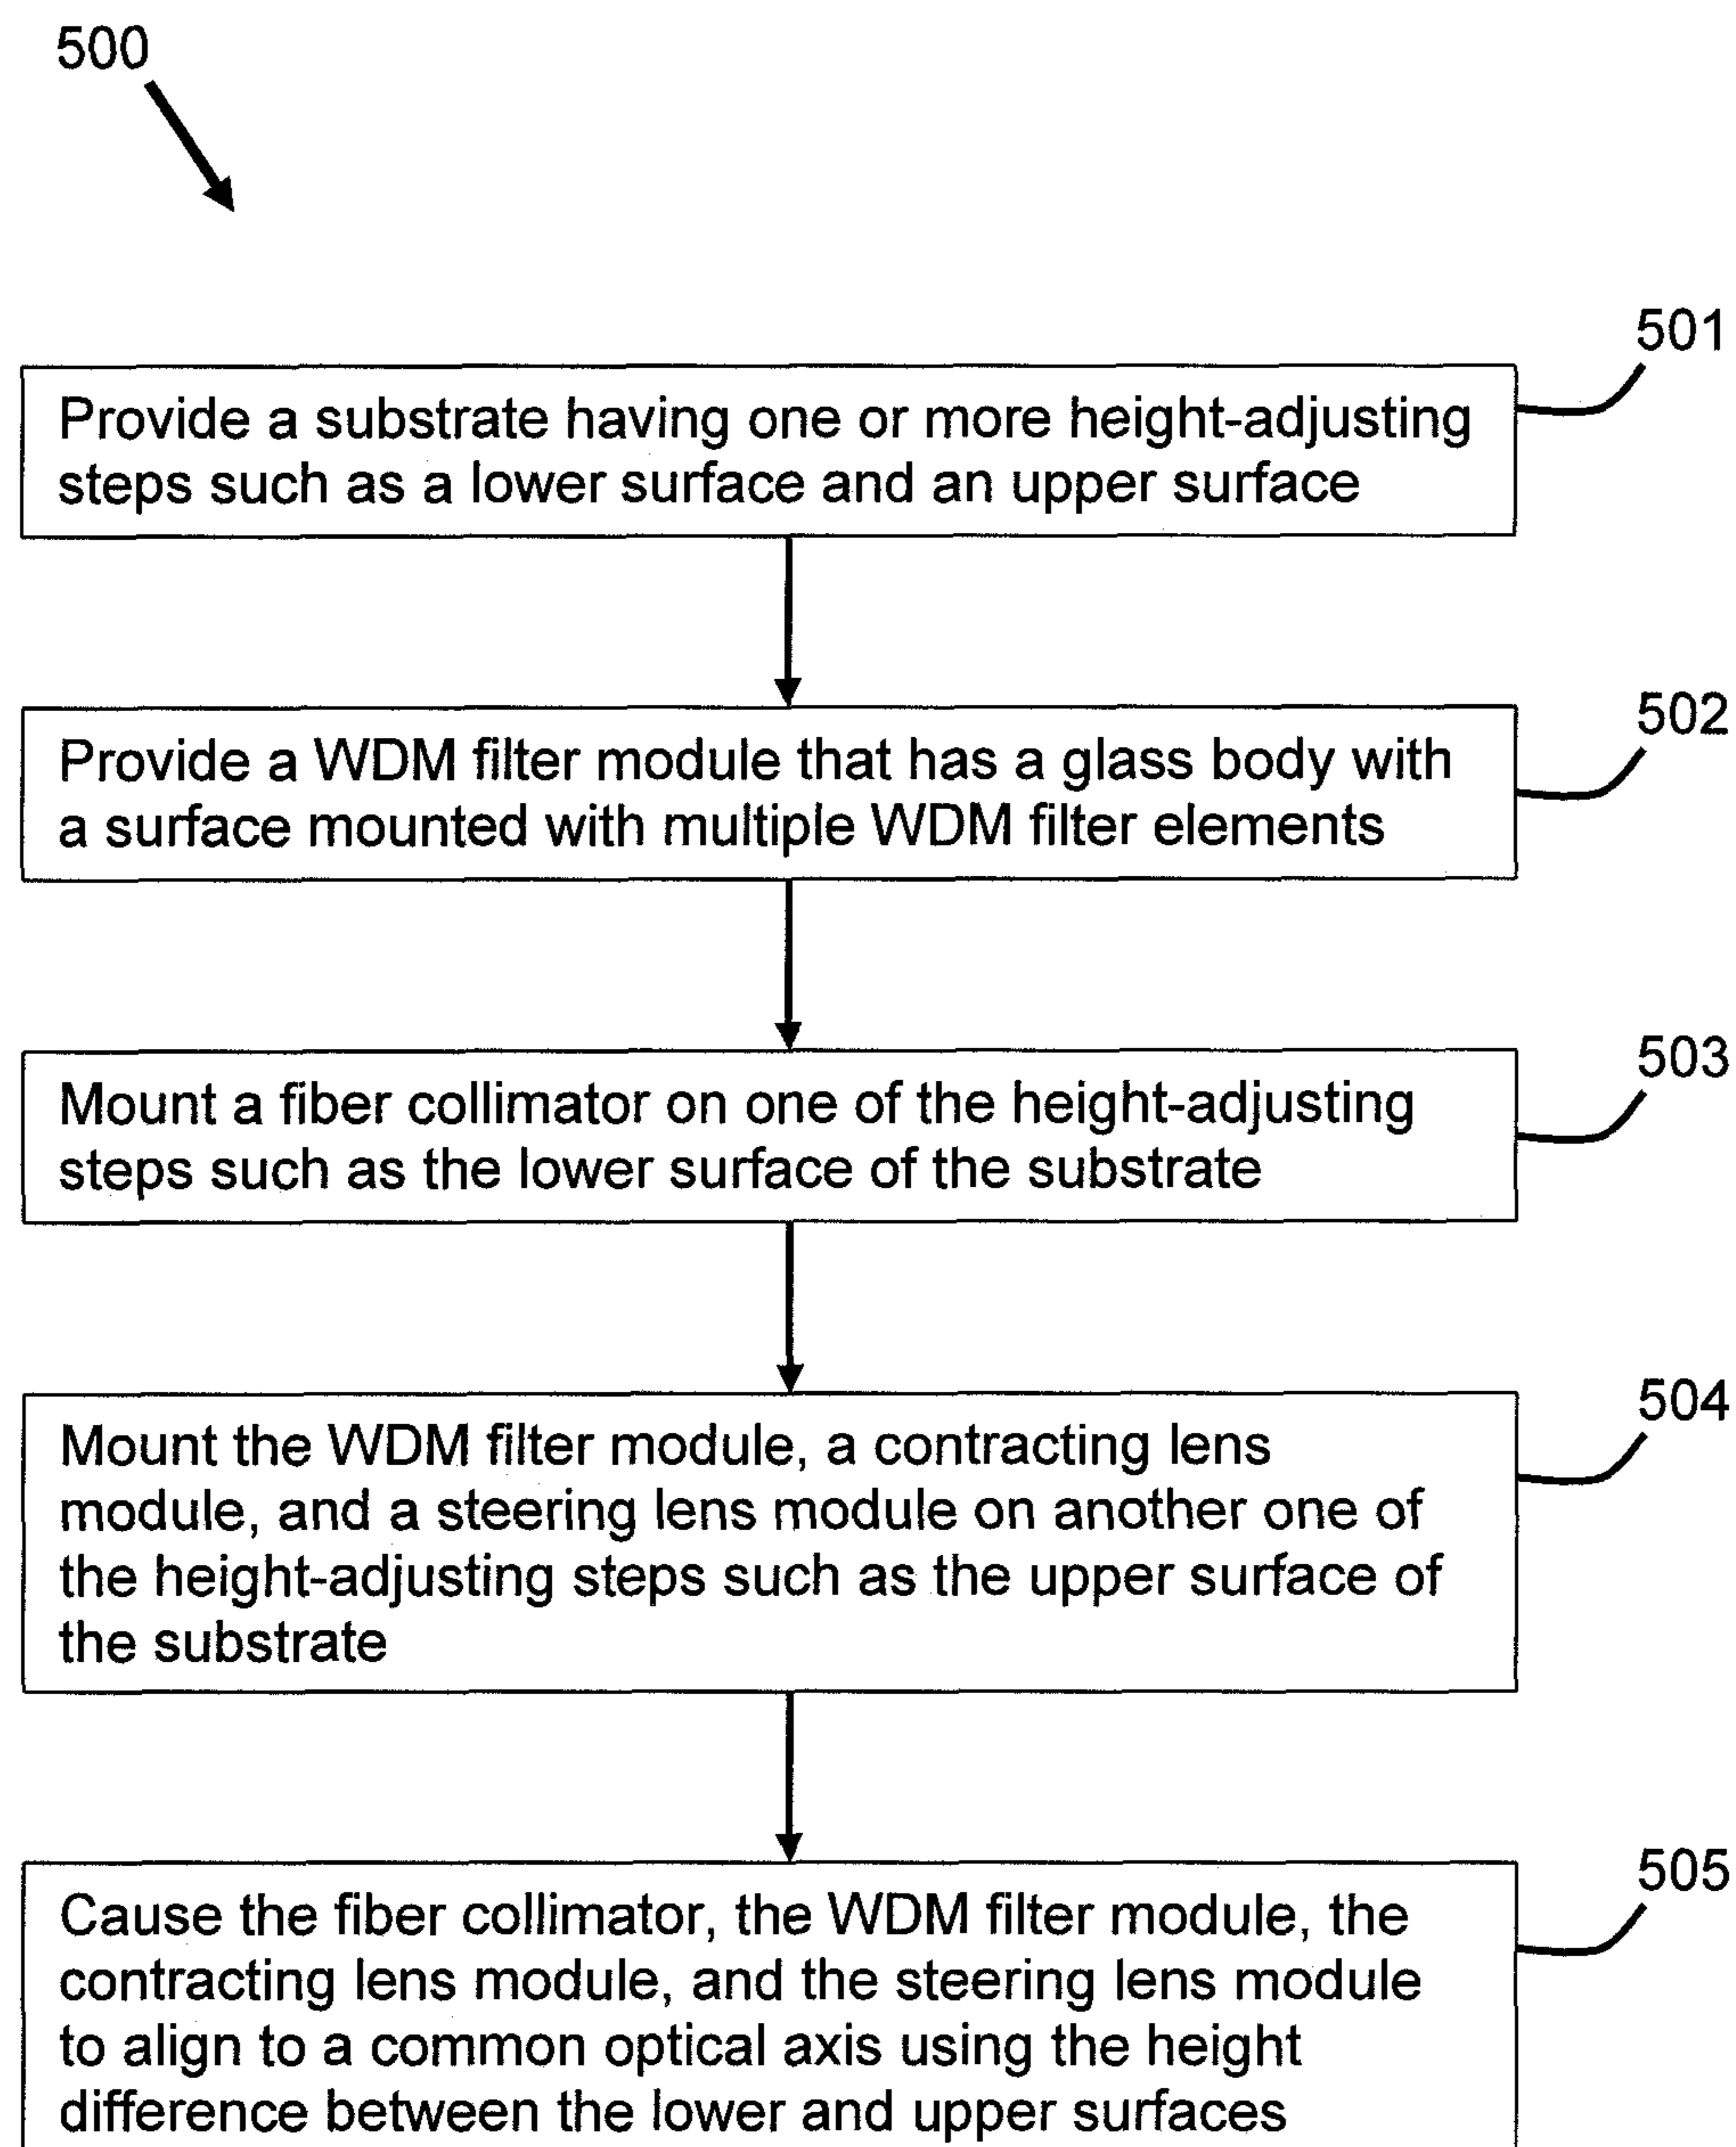 500
501
Provide a substrate having one or more height-adjusting
steps such as a lower surface and an upper surface
502
Provide a WDM filter module that has a glass body with
a surface mounted with multiple WDM filter elements
503
Mount a fiber collimator on one of the height-adjusting
steps such as the lower surface of the substrate
504
Mount the WDM filter module, a contracting lens
module, and a steering lens module on another one of
the height-adjusting steps such as the upper surface of
the substrate
505
Cause the fiber collimator, the WDM filter module, the
contracting lens module, and the steering lens module
to align to a common optical axis using the height
difference between the lower and upper surfaces